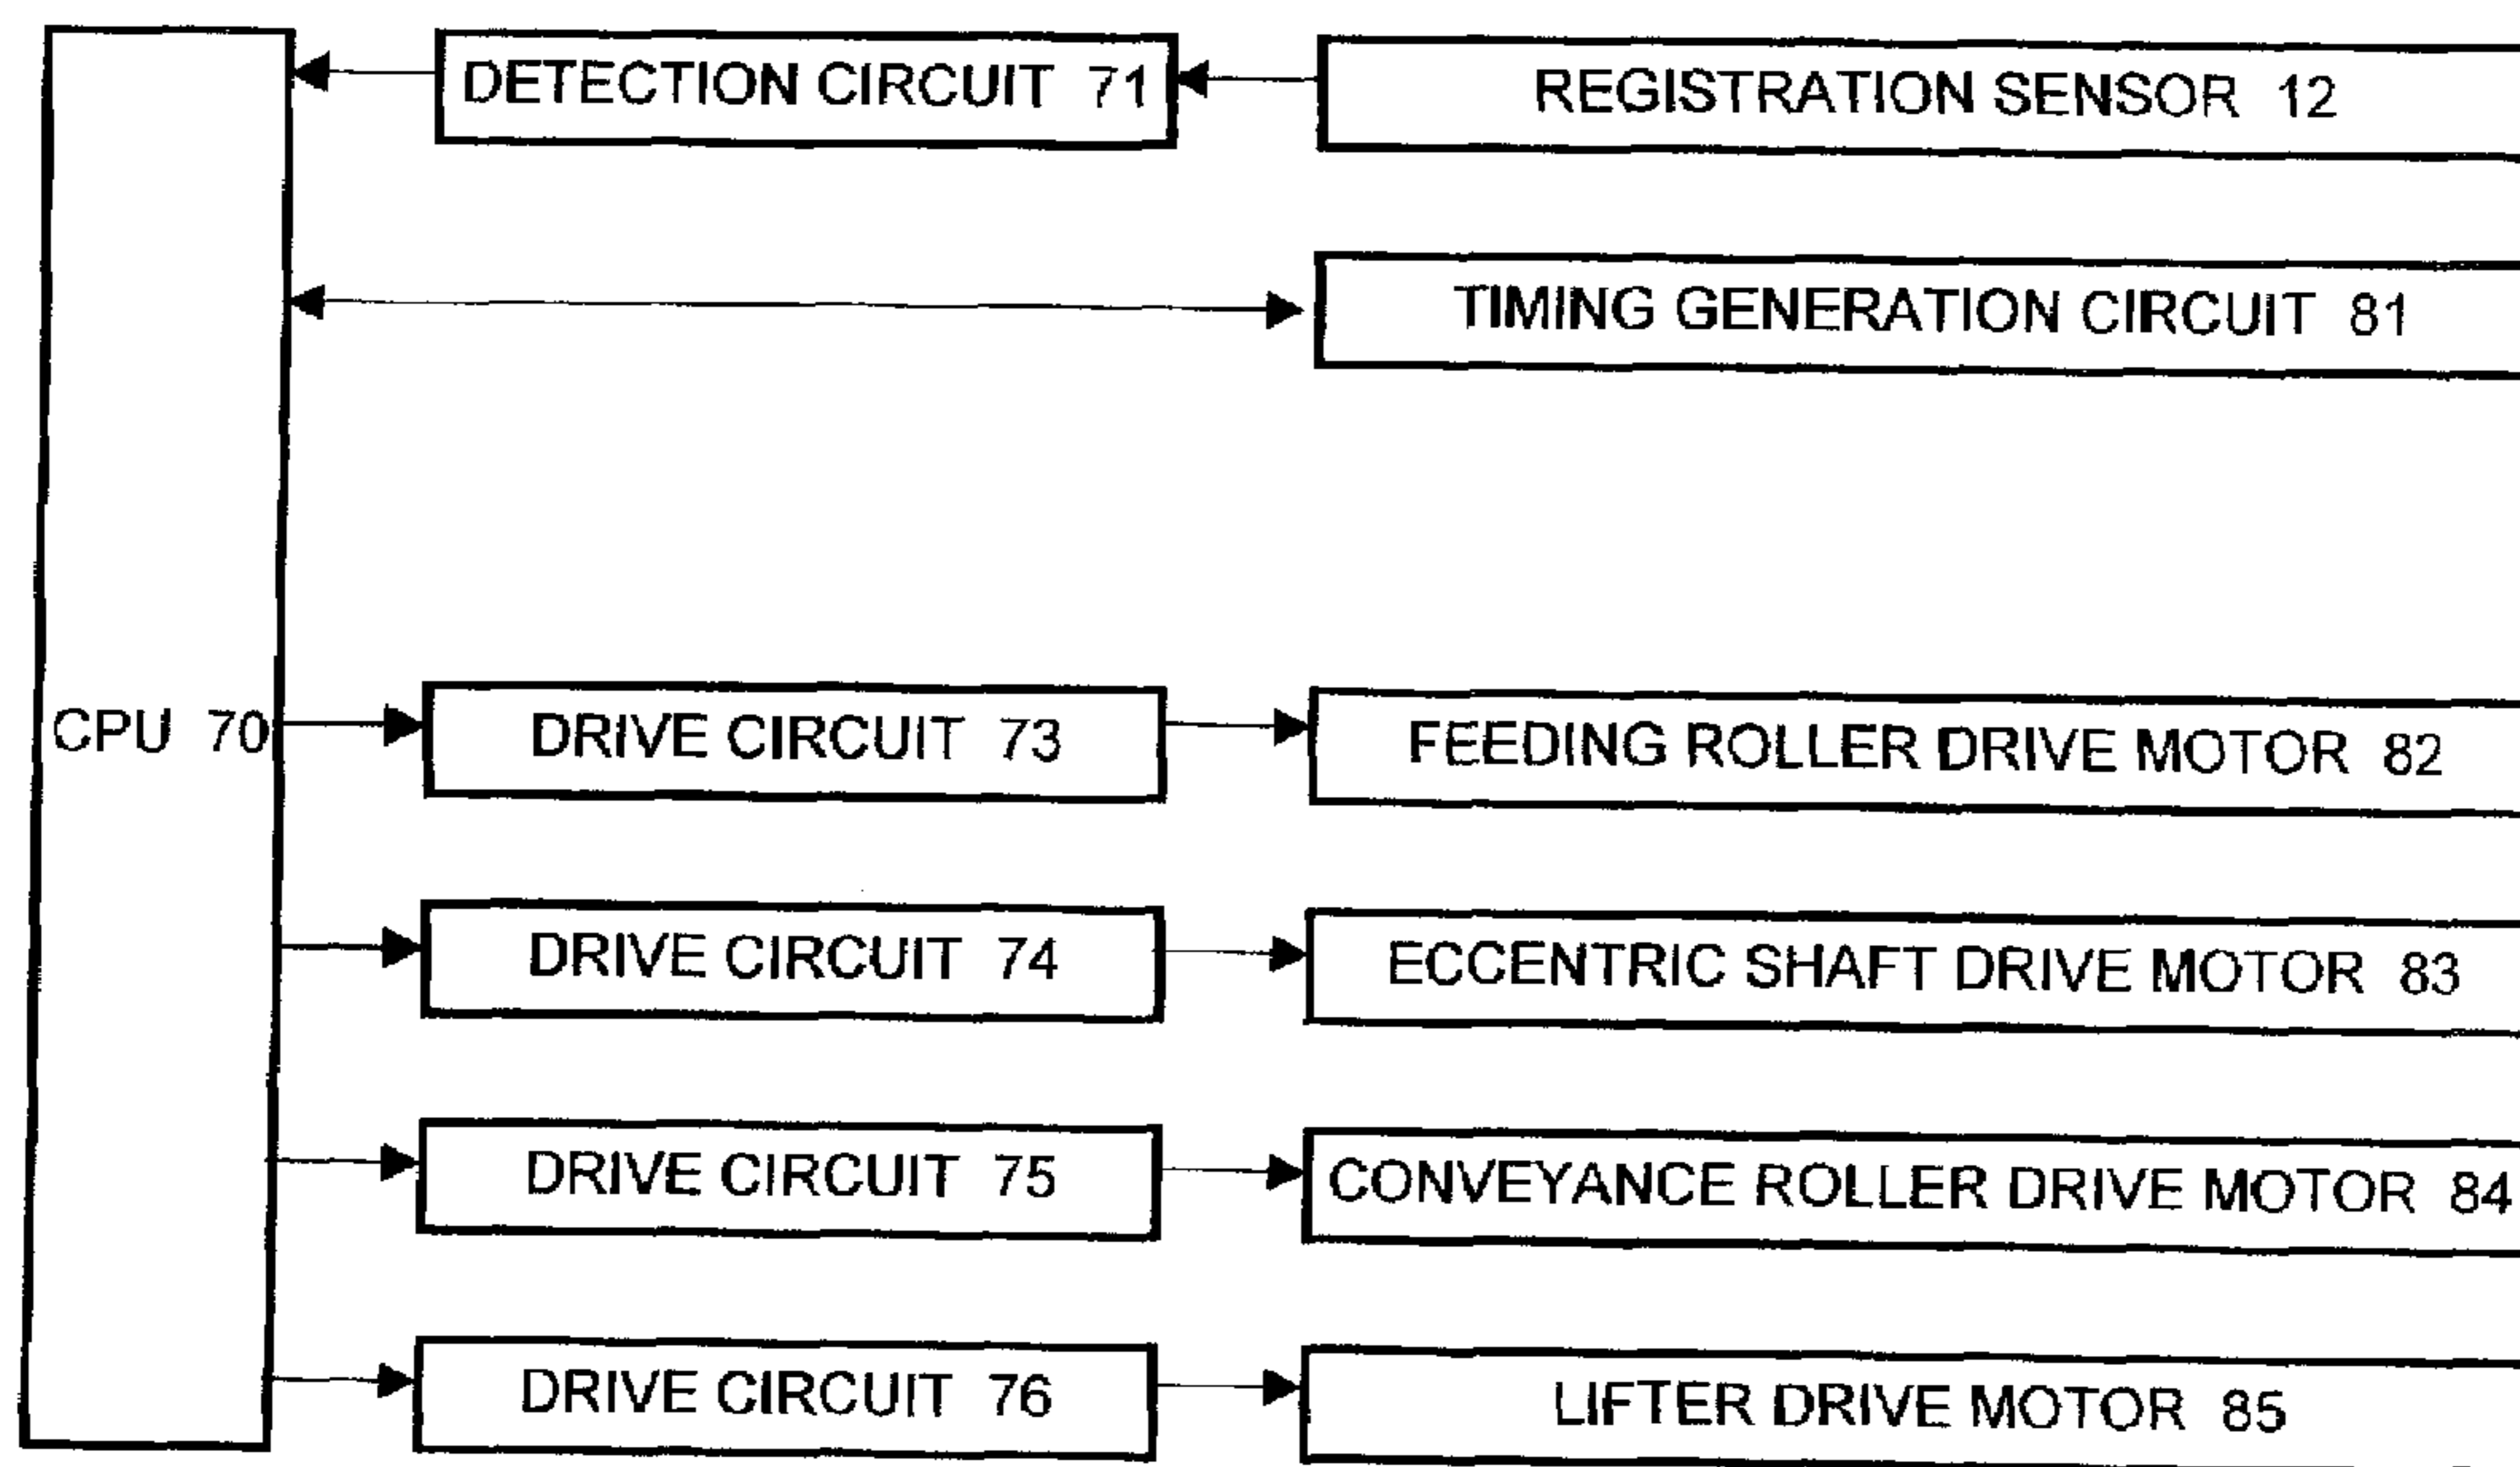 DETECTION CIRCUIT 71
REGISTRATION SENSOR 12
TIMING GENERATION CIRCUIT 81
CPU 70
DRIVE CIRCUIT 73
FEEDING ROLLER DRIVE MOTOR 82
DRIVE CIRCUIT 74
ECCENTRIC SHAFT DRIVE MOTOR 83
DRIVE CIRCUIT 75
CONVEYANCE ROLLER DRIVE MOTOR 84
DRIVE CIRCUIT 76
LIFTER DRIVE MOTOR 85